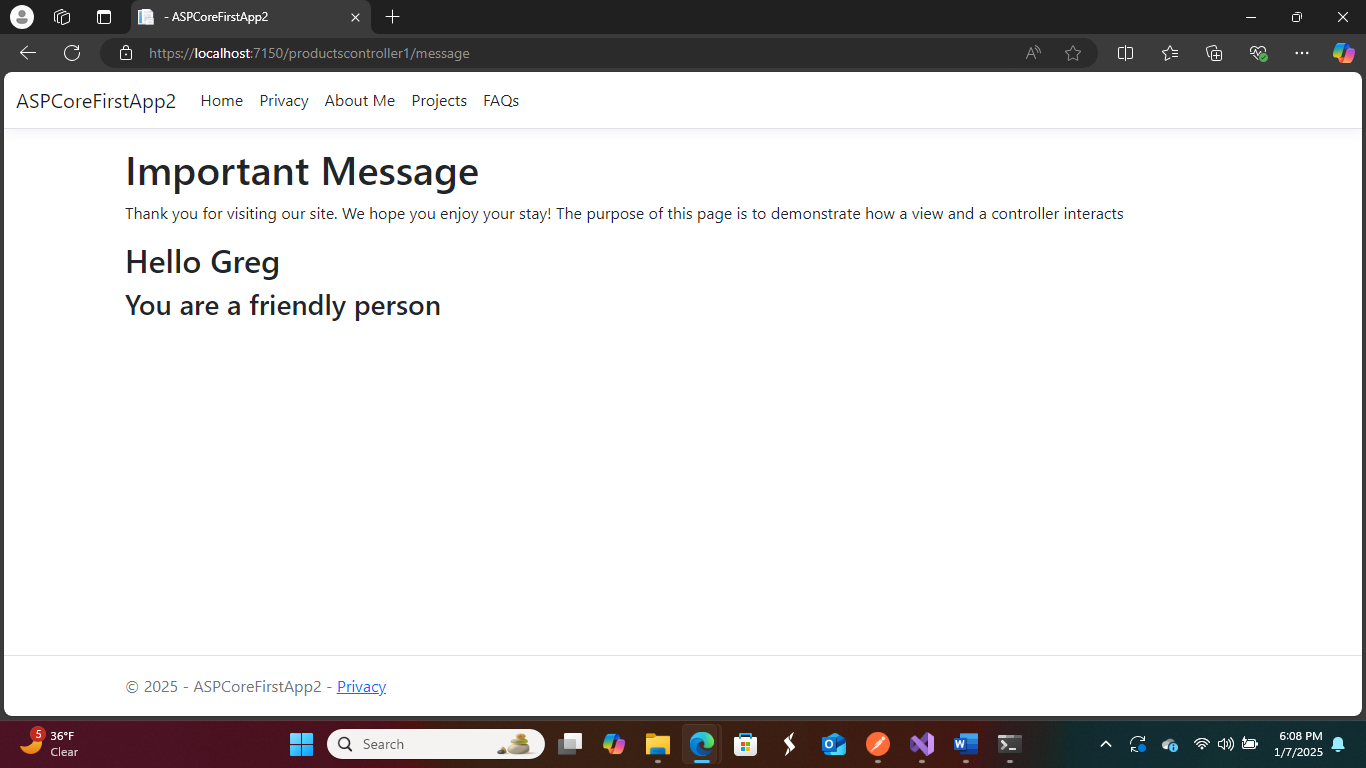 - ASPCoreFirstApp2
https://localhost:7150/productscontroller1/message
ASPCoreFirstApp2 Home Privacy About Me Projects FAQs
Important Message
Thank you for visiting our site. We hope you enjoy your stay! The purpose of this page is to demonstrate how a view and a controller interacts
Hello Greg
You are a friendly person
© 2025 - ASPCoreFirstApp2 - Privacy
5
36°F
Clear
Search
6:08 PM
1/7/2025